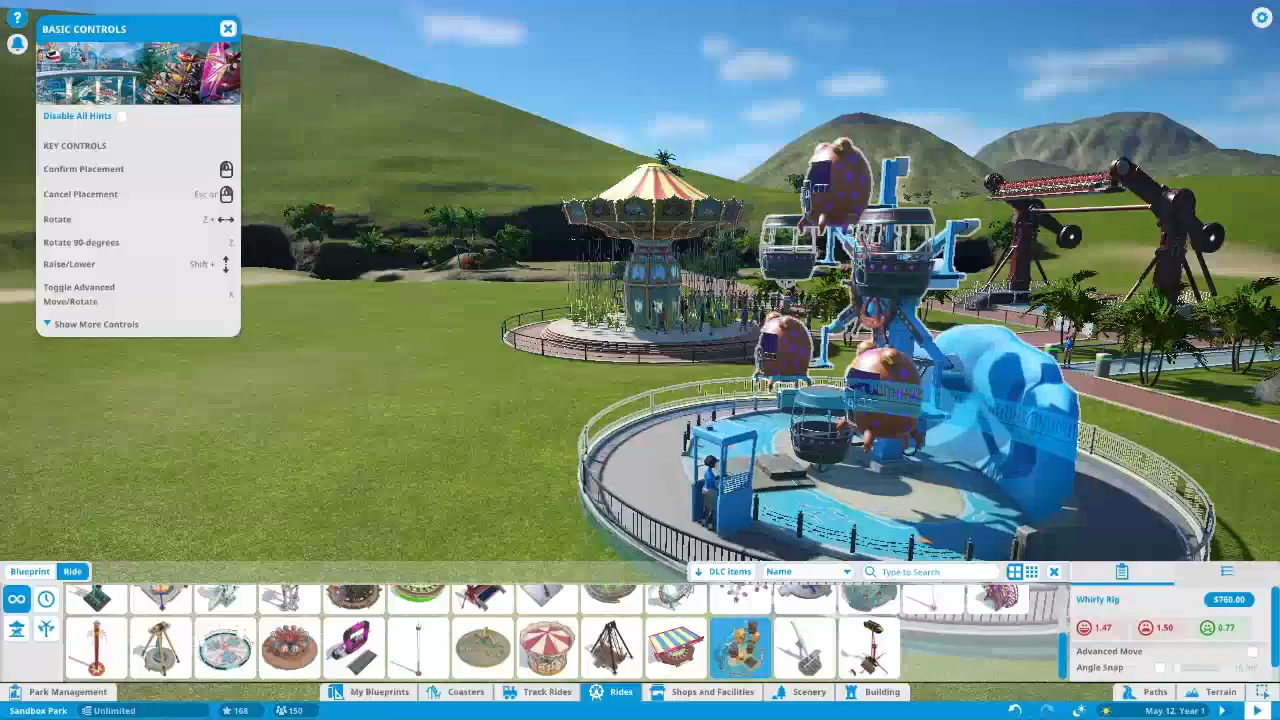 BASIC CONTROLS
Disable All Hints
KEY CONTROLS
Confirm Placement
Cancel Placement Esc or
Rotate Z +
Rotate 90-degrees Z
Raise/Lower Shift +
Toggle Advanced
Move/Rotate X
Show More Controls
Blueprint Ride
DLC items Name Type to Search
Whirly Rig $760.00
1.47 1.50 0.77
Advanced Move
Angle Snap
Park Management My Blueprints Coasters Track Rides Rides Shops and Facilities Scenery Building Paths Terrain
Sandbox Park Unlimited 168 150 May 12, Year 1